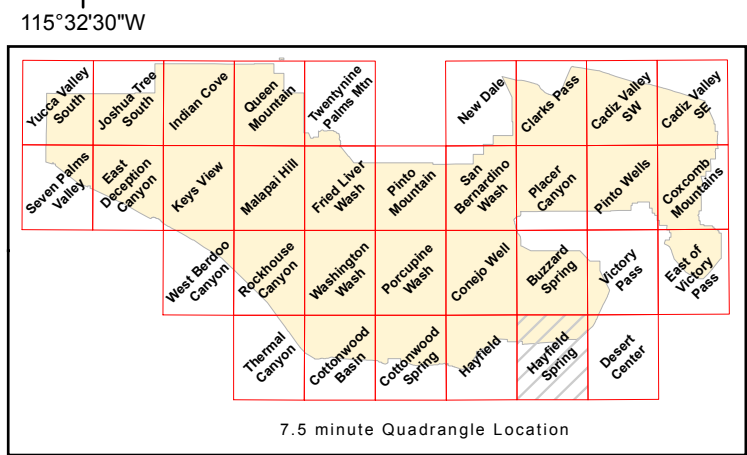 115°32'30"W
Yucca Valley
South
Joshua Tree
South
Indian Cove
Queen
Mountain
Twentynine
Palms Mtn
New Dale
Clarks Pass
Cadiz Valley
SW
Cadiz Valley
SE
Seven Palms
Valley
East
Deception
Canyon
Keys View
Malapai Hill
Fried Liver
Wash
Pinto
Mountain
San
Bernardino
Wash
Placer
Canyon
Pinto Wells
Coxcomb
Mountains
West Berdoo
Canyon
Rockhouse
Canyon
Washington
Wash
Porcupine
Wash
Conejo Well
Buzzard
Spring
Victory
Pass
East of
Victory
Pass
Thermal
Canyon
Cottonwood
Basin
Cottonwood
Spring
Hayfield
Hayfield
Spring
Desert
Center
7.5 minute Quadrangle Location